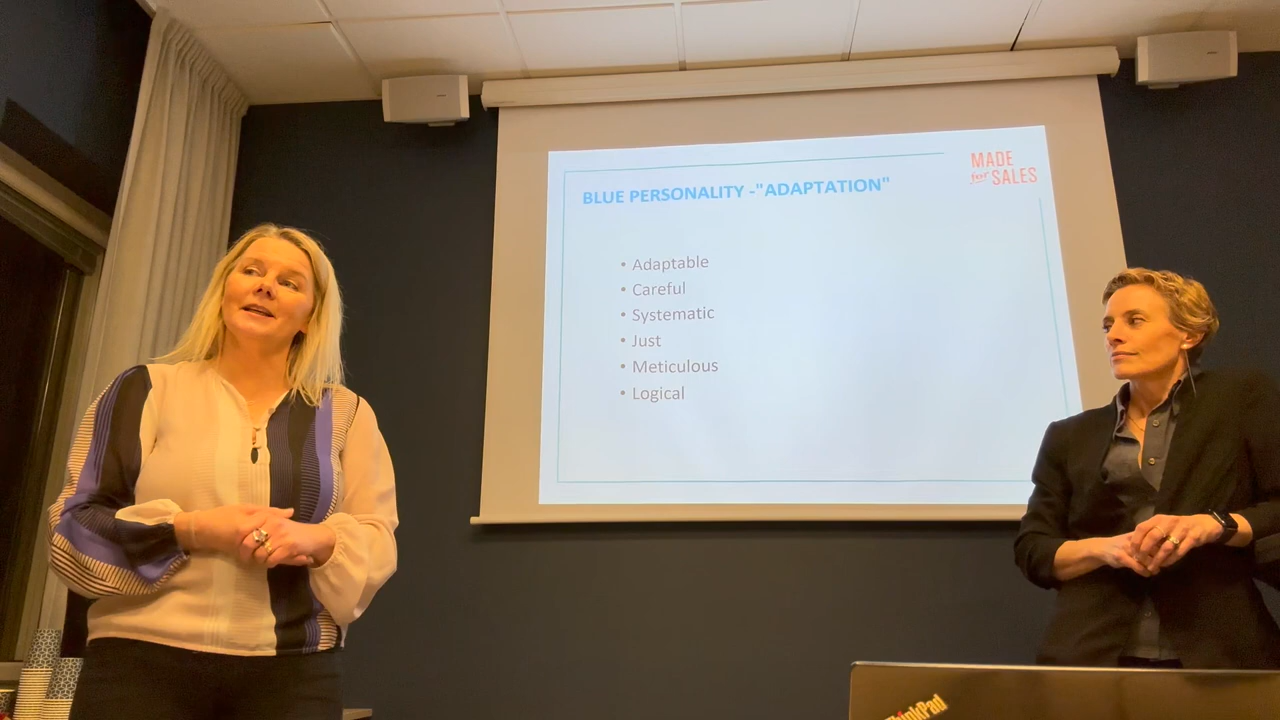 MADE
for SALES
BLUE PERSONALITY -"ADAPTATION"
• Adaptable
• Careful
• Systematic
• Just
• Meticulous
• Logical
ThinkPad